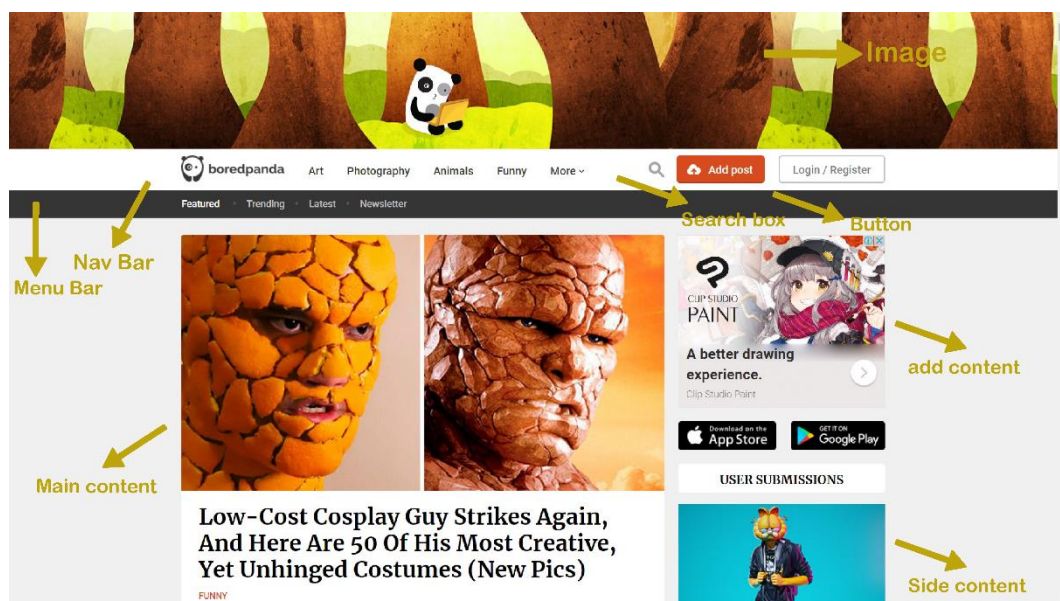 Image
boredpanda Art Photography Animals Funny More Add post Login / Register
Featured Trending Latest Newsletter
Search box
Button
Nav Bar
Menu Bar
CLIP STUDIO
PAINT
A better drawing
experience.
Clip Studio Paint
add content
Download on the
App Store
GET IT ON
Google Play
Main content
USER SUBMISSIONS
Low-Cost Cosplay Guy Strikes Again,
And Here Are 50 Of His Most Creative,
Yet Unhinged Costumes (New Pics)
FUNNY
Side content